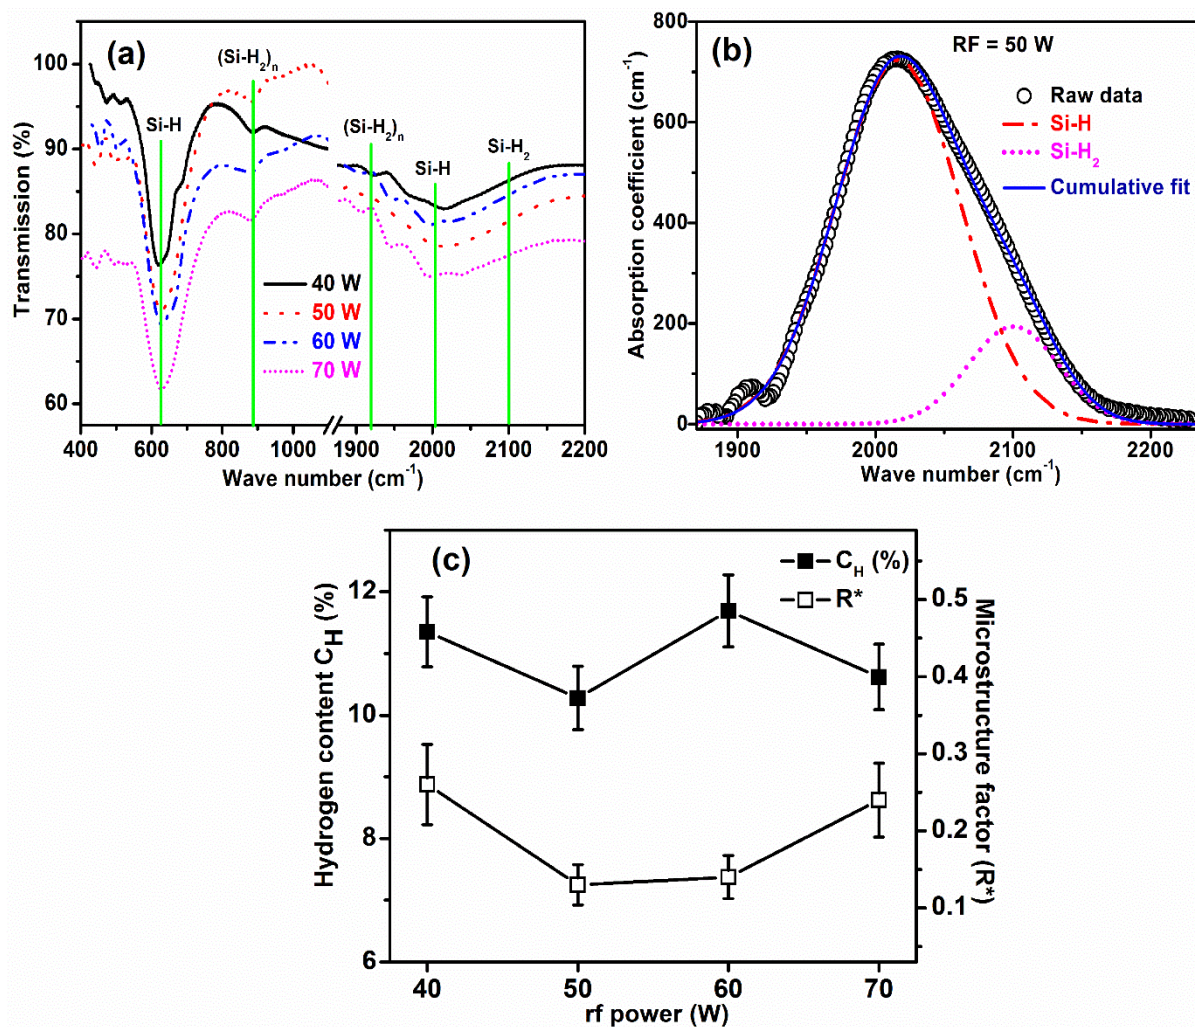 (a)
(Si-H₂)ₙ
Si-H
(Si-H₂)ₙ
Si-H
Si-H₂
40 W
50 W
60 W
70 W
Transmission (%)
100
90
80
70
60
400 600 800 1000 2000 2100 2200
Wave number (cm⁻¹)
(b)
RF = 50 W
Raw data
Si-H
Si-H₂
Cumulative fit
Absorption coefficient (cm⁻¹)
800
600
400
200
0
1900 2000 2100 2200
Wave number (cm⁻¹)
(c)
C_H (%)
R*
Hydrogen content C_H (%)
12
10
8
6
Microstructure factor (R*)
0.5
0.4
0.3
0.2
0.1
40 50 60 70
rf power (W)